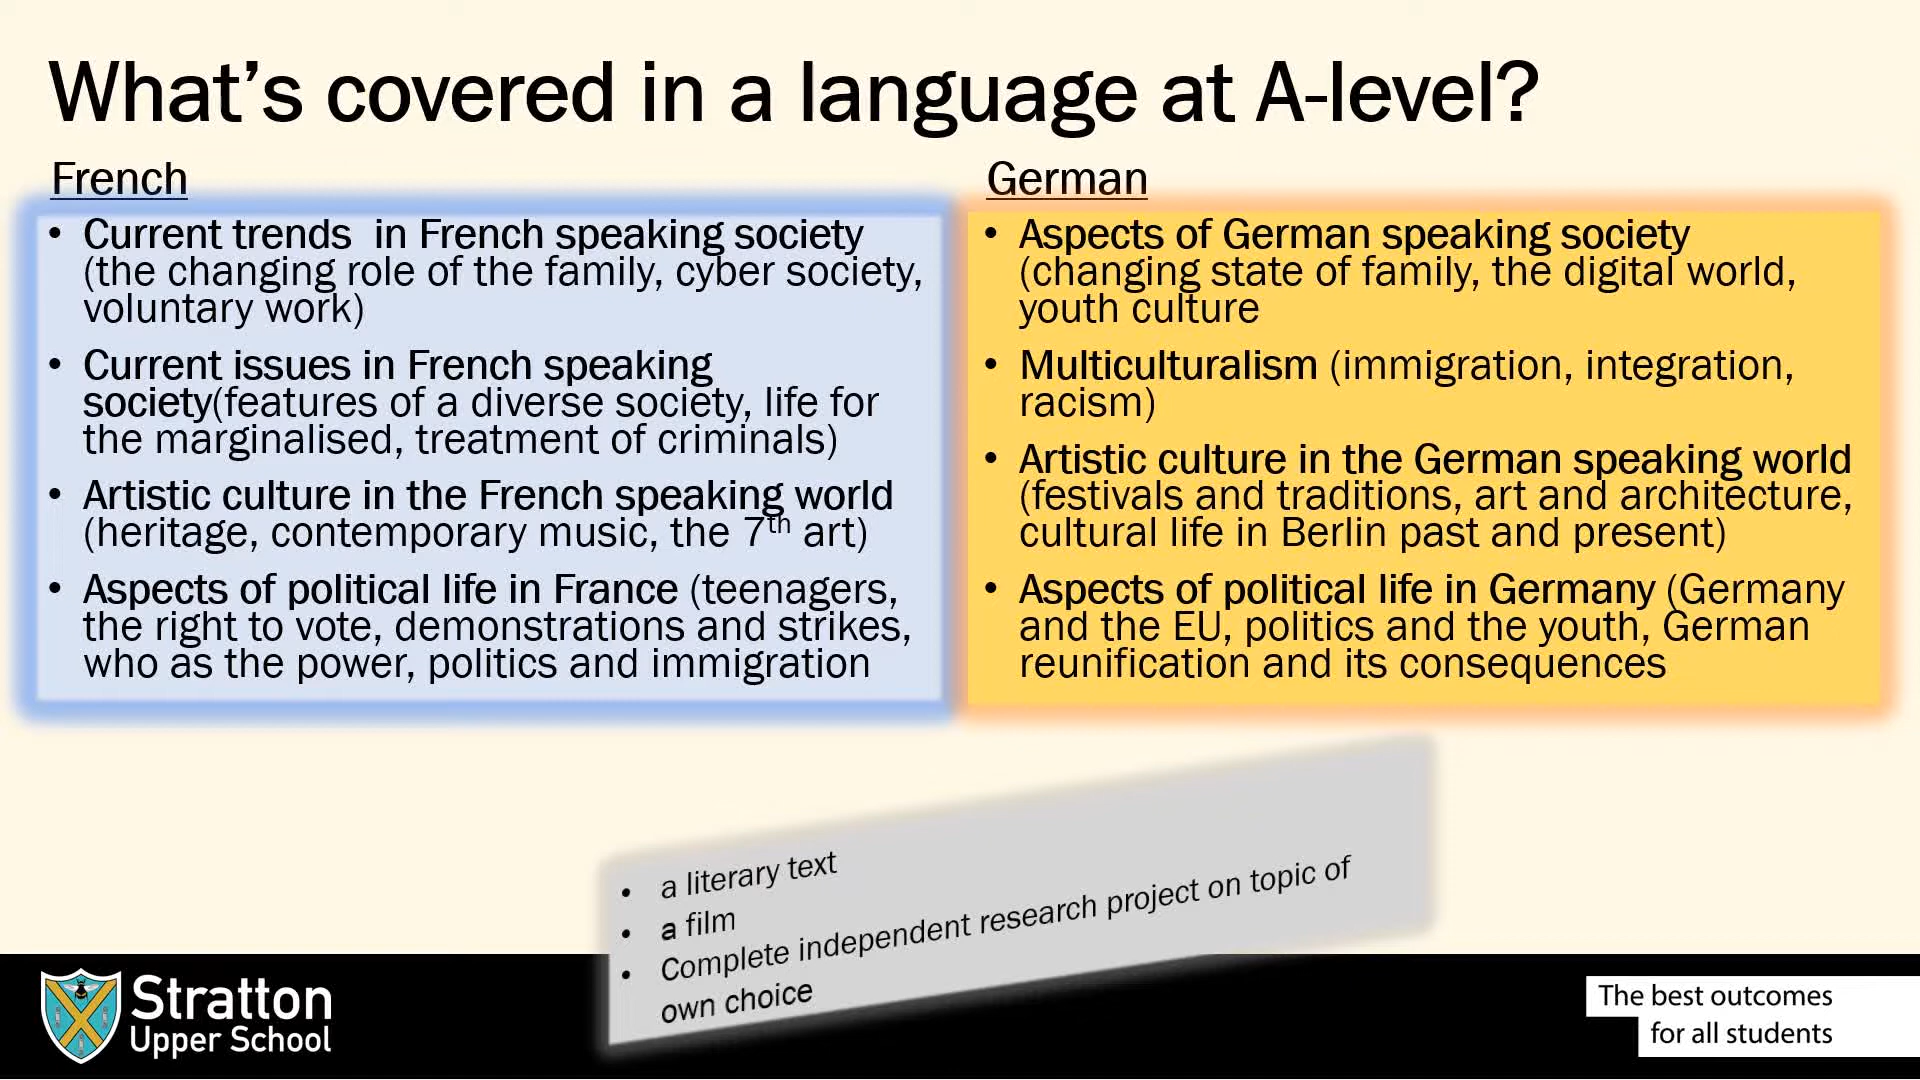 What’s covered in a language at A-level?
French
• Current trends  in French speaking society
(the changing role of the family, cyber society,
voluntary work)
• Current issues in French speaking
society(features of a diverse society, life for
the marginalised, treatment of criminals)
• Artistic culture in the French speaking world
(heritage, contemporary music, the 7th art)
• Aspects of political life in France (teenagers,
the right to vote, demonstrations and strikes,
who as the power, politics and immigration
German
• Aspects of German speaking society
(changing state of family, the digital world,
youth culture
• Multiculturalism (immigration, integration,
racism)
• Artistic culture in the German speaking world
(festivals and traditions, art and architecture,
cultural life in Berlin past and present)
• Aspects of political life in Germany (Germany
and the EU, politics and the youth, German
reunification and its consequences
• a literary text
• a film
• Complete independent research project on topic of
own choice
Stratton
Upper School
The best outcomes
for all students